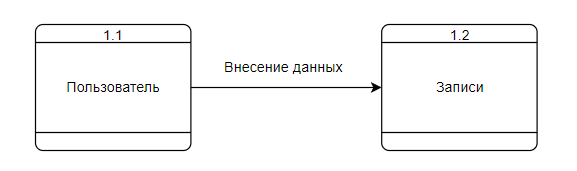 1.1
Пользователь
Внесение данных
1.2
Записи